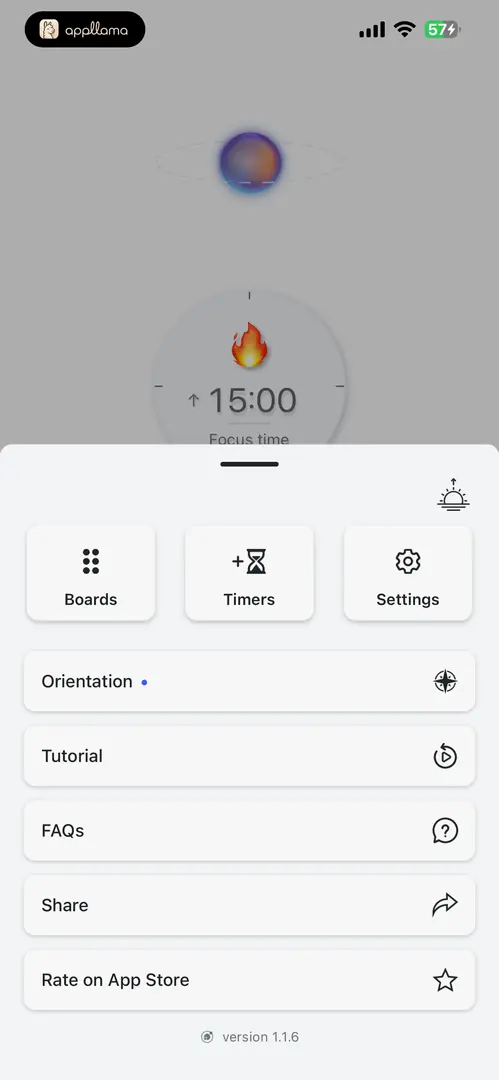 appllama
57
15:00
Focus time
Boards
Timers
Settings
Orientation
Tutorial
FAQs
Share
Rate on App Store
version 1.1.6